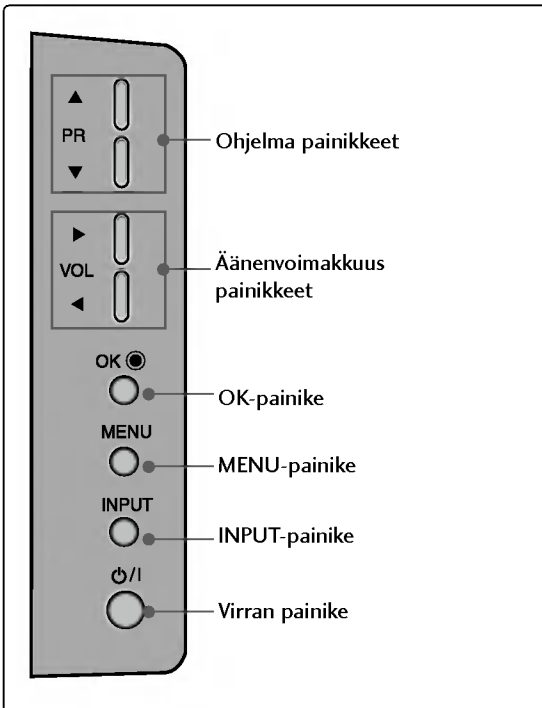 ▲
PR
▼
Ohjelma painikkeet
▶
VOL
◀
Äänenvoimakkuus
painikkeet
OK ◉
OK-painike
MENU
MENU-painike
INPUT
INPUT-painike
⏻/I
Virran painike